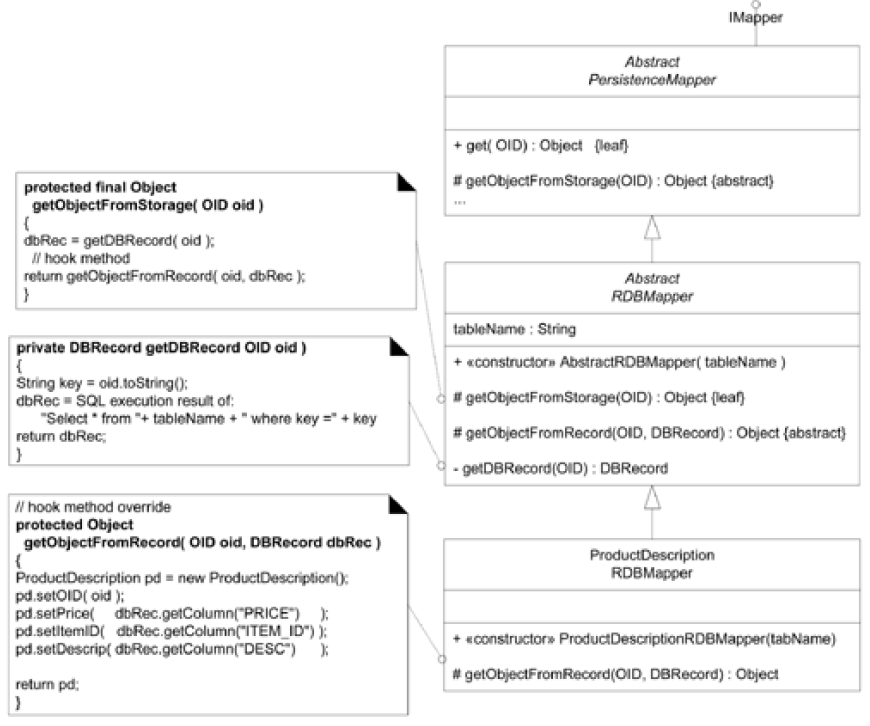 IMapper
Abstract
PersistenceMapper
+ get( OID) : Object {leaf}
# getObjectFromStorage(OID) : Object {abstract}
...
protected final Object
getObjectFromStorage( OID oid )
{
dbRec = getDBRecord( oid );
// hook method
return getObjectFromRecord( oid, dbRec );
}
Abstract
RDBMapper
tableName : String
+ «constructor» AbstractRDBMapper( tableName )
# getObjectFromStorage(OID) : Object {leaf}
# getObjectFromRecord(OID, DBRecord) : Object {abstract}
- getDBRecord(OID) : DBRecord
private DBRecord getDBRecord OID oid )
{
String key = oid.toString();
dbRec = SQL execution result of:
"Select * from "+ tableName + " where key =" + key
return dbRec;
}
// hook method override
protected Object
getObjectFromRecord( OID oid, DBRecord dbRec )
{
ProductDescription pd = new ProductDescription();
pd.setOID( oid );
pd.setPrice( dbRec.getColumn("PRICE") );
pd.setItemID( dbRec.getColumn("ITEM_ID") );
pd.setDescrip( dbRec.getColumn("DESC") );
return pd;
}
ProductDescription
RDBMapper
+ «constructor» ProductDescriptionRDBMapper(tabName)
# getObjectFromRecord(OID, DBRecord) : Object